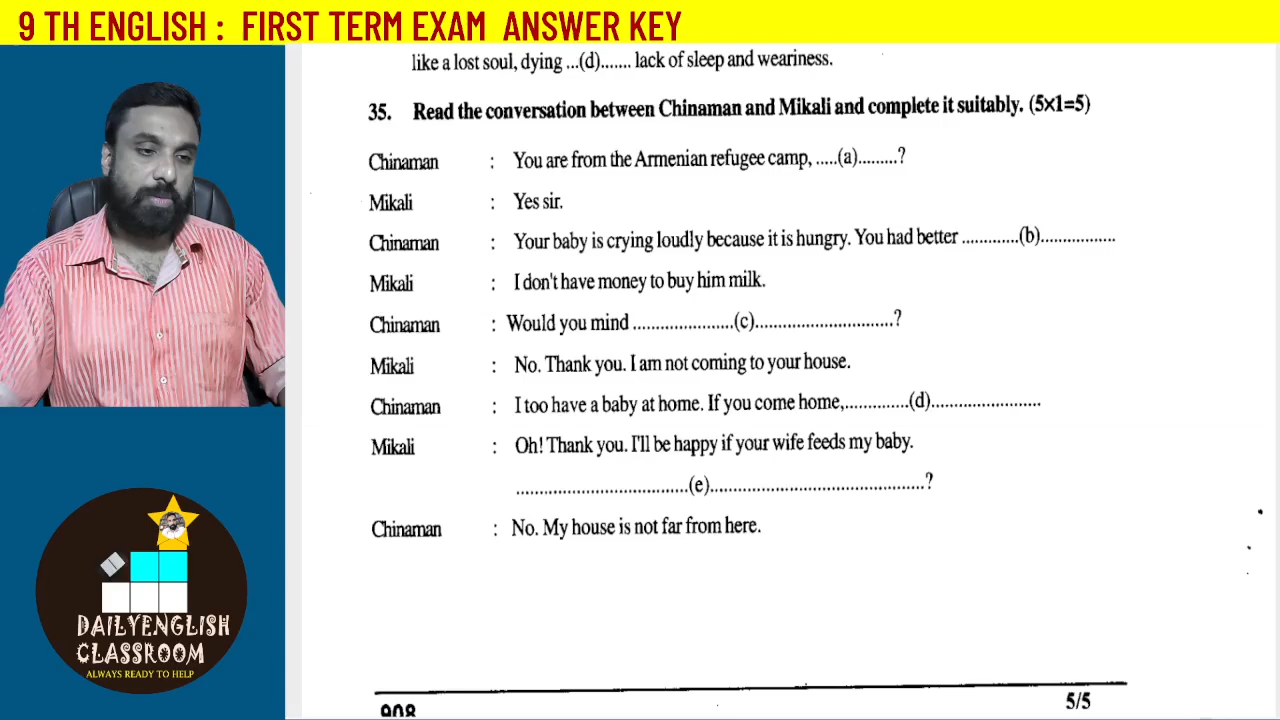 9 TH ENGLISH : FIRST TERM EXAM ANSWER KEY
like a lost soul, dying ...(d)....... lack of sleep and weariness.
35. Read the conversation between Chinaman and Mikali and complete it suitably. (5×1=5)
Chinaman : You are from the Armenian refugee camp, .....(a).........?
Mikali : Yes sir.
Chinaman : Your baby is crying loudly because it is hungry. You had better .............(b)................
Mikali : I don't have money to buy him milk.
Chinaman : Would you mind ......................(c)..............................?
Mikali : No. Thank you. I am not coming to your house.
Chinaman : I too have a baby at home. If you come home,..............(d)........................
Mikali : Oh! Thank you. I'll be happy if your wife feeds my baby.
.....................................(e)...............................................?
Chinaman : No. My house is not far from here.
DAILYENGLISH
CLASSROOM
ALWAYS READY TO HELP
5/5
908